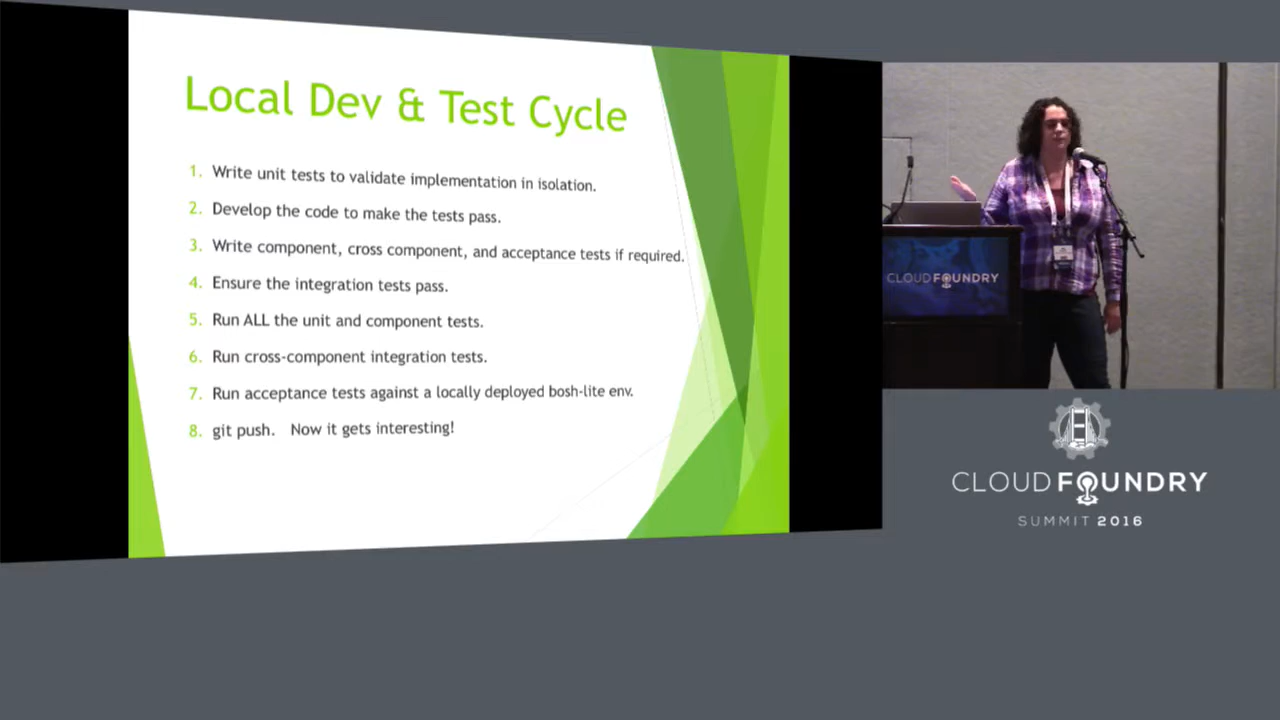 Local Dev & Test Cycle
1. Write unit tests to validate implementation in isolation.
2. Develop the code to make the tests pass.
3. Write component, cross component, and acceptance tests if required.
4. Ensure the integration tests pass.
5. Run ALL the unit and component tests.
6. Run cross-component integration tests.
7. Run acceptance tests against a locally deployed bosh-lite env.
8. git push. Now it gets interesting!
CLOUD FOUNDRY
CLOUD FOUNDRY
SUMMIT 2016